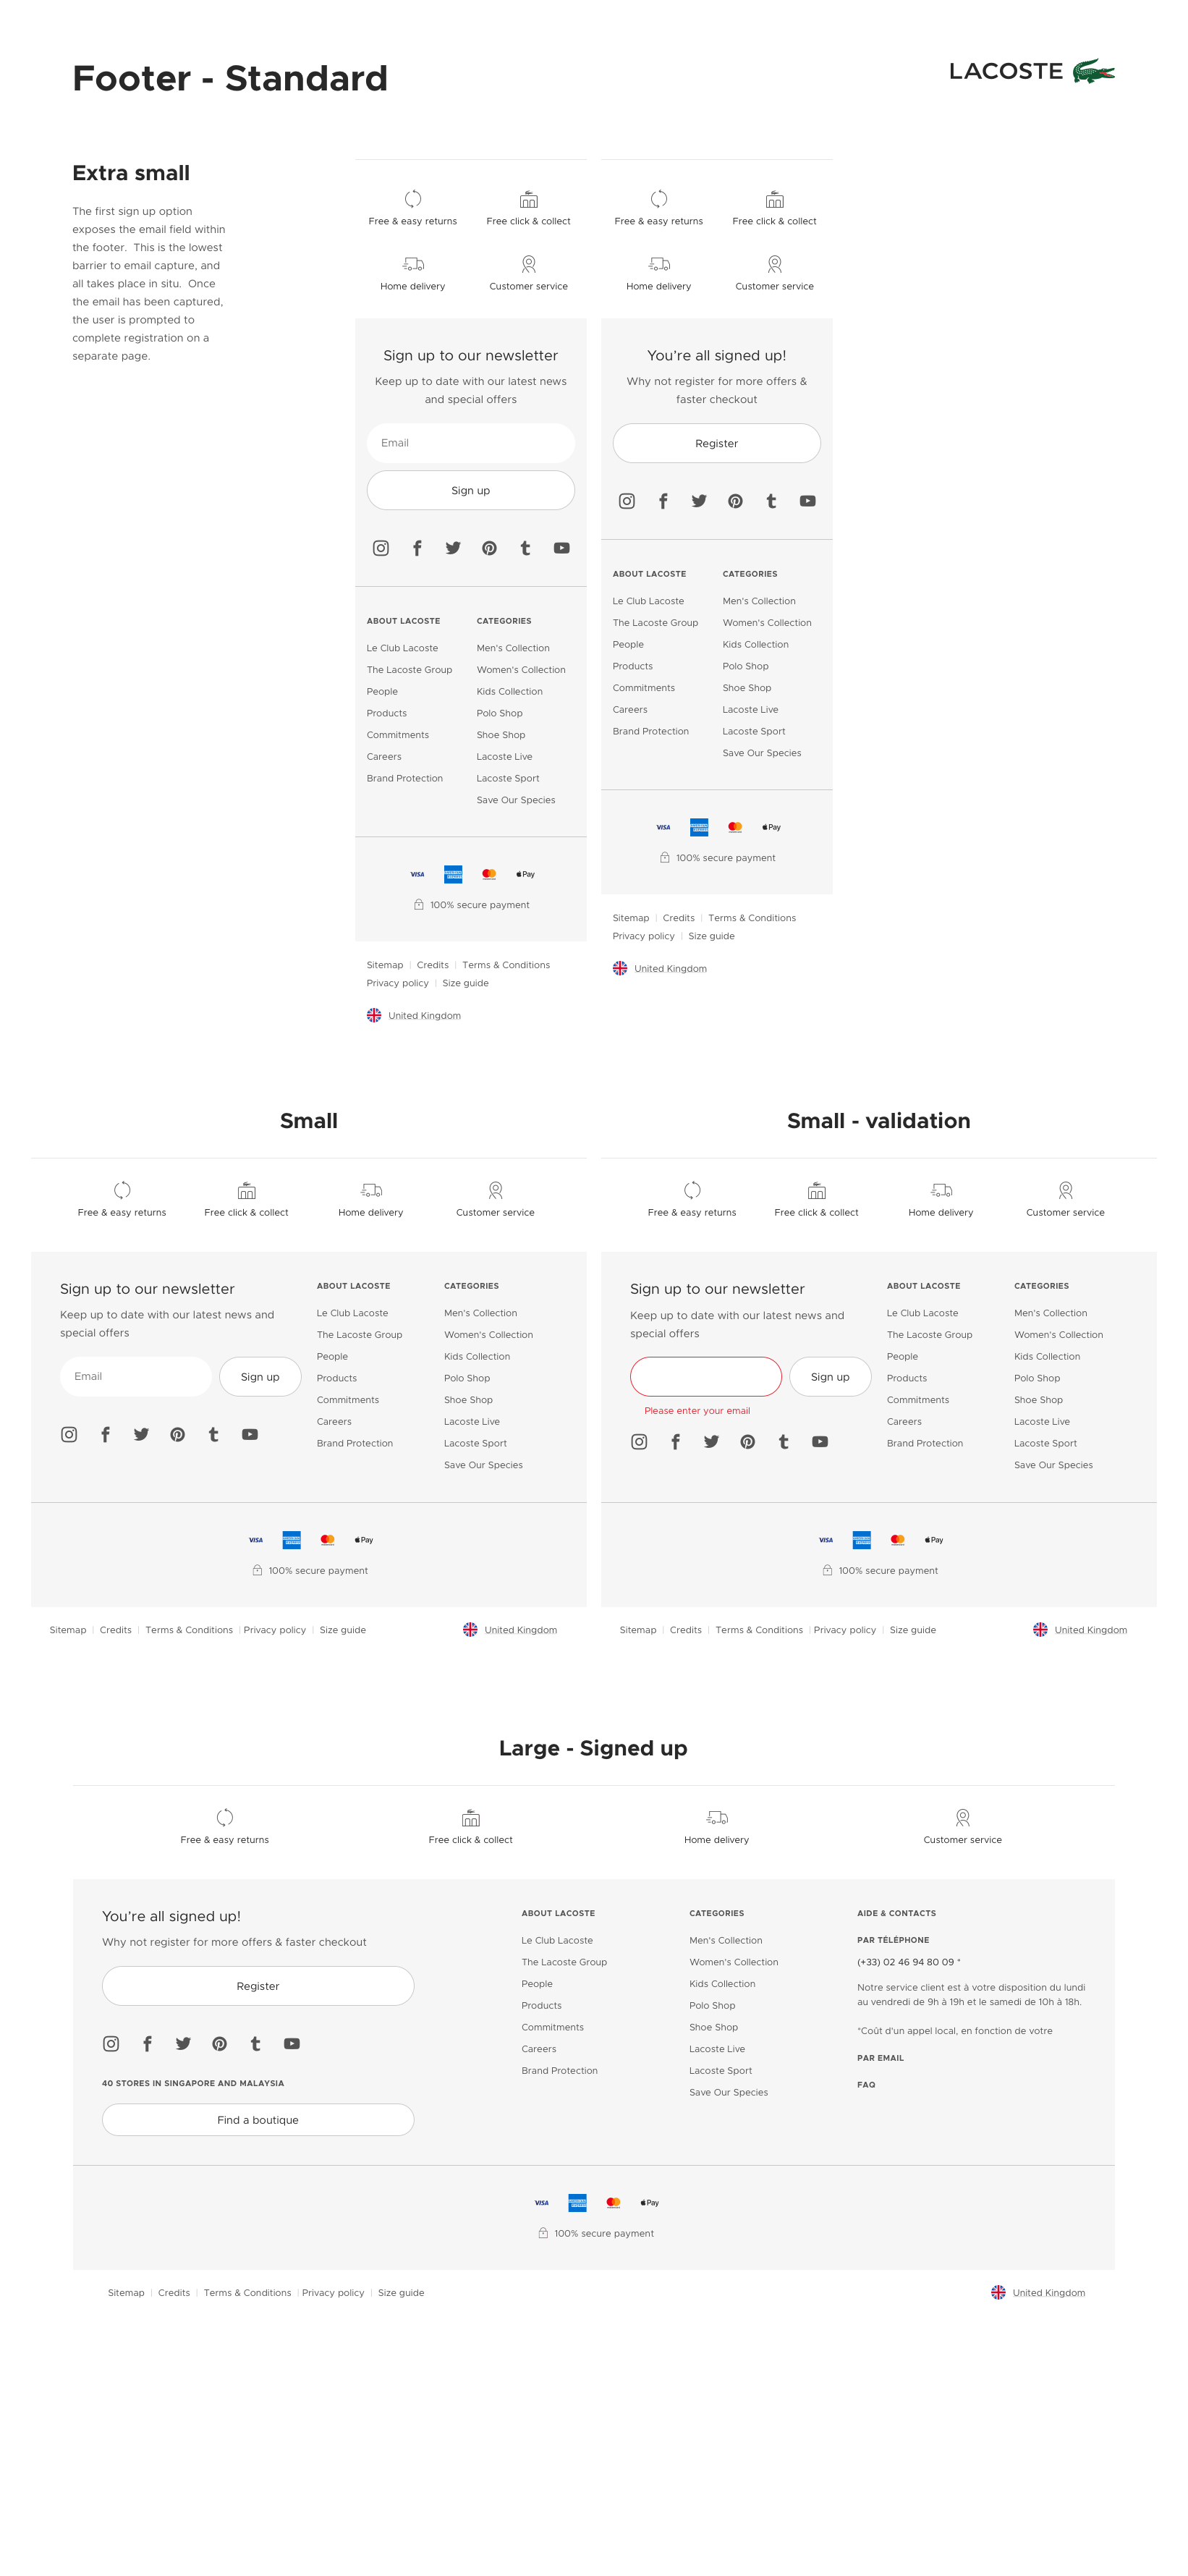 Footer - Standard
LACOSTE
Extra small
The first sign up option
exposes the email field within
the footer. This is the lowest
barrier to email capture, and
all takes place in situ. Once
the email has been captured,
the user is prompted to
complete registration on a
separate page.
Free & easy returns
Free click & collect
Home delivery
Customer service
Sign up to our newsletter
Keep up to date with our latest news
and special offers
Email
Sign up
ABOUT LACOSTE
Le Club Lacoste
The Lacoste Group
People
Products
Commitments
Careers
Brand Protection
CATEGORIES
Men's Collection
Women's Collection
Kids Collection
Polo Shop
Shoe Shop
Lacoste Live
Lacoste Sport
Save Our Species
VISA
AMERICAN EXPRESS
Pay
100% secure payment
Sitemap | Credits | Terms & Conditions
Privacy policy | Size guide
United Kingdom
Free & easy returns
Free click & collect
Home delivery
Customer service
You're all signed up!
Why not register for more offers &
faster checkout
Register
ABOUT LACOSTE
Le Club Lacoste
The Lacoste Group
People
Products
Commitments
Careers
Brand Protection
CATEGORIES
Men's Collection
Women's Collection
Kids Collection
Polo Shop
Shoe Shop
Lacoste Live
Lacoste Sport
Save Our Species
VISA
AMERICAN EXPRESS
Pay
100% secure payment
Sitemap | Credits | Terms & Conditions
Privacy policy | Size guide
United Kingdom
Small
Free & easy returns
Free click & collect
Home delivery
Customer service
Sign up to our newsletter
Keep up to date with our latest news and
special offers
Email
Sign up
ABOUT LACOSTE
Le Club Lacoste
The Lacoste Group
People
Products
Commitments
Careers
Brand Protection
CATEGORIES
Men's Collection
Women's Collection
Kids Collection
Polo Shop
Shoe Shop
Lacoste Live
Lacoste Sport
Save Our Species
VISA
AMERICAN EXPRESS
Pay
100% secure payment
Sitemap | Credits | Terms & Conditions | Privacy policy | Size guide
United Kingdom
Small - validation
Free & easy returns
Free click & collect
Home delivery
Customer service
Sign up to our newsletter
Keep up to date with our latest news and
special offers
Sign up
Please enter your email
ABOUT LACOSTE
Le Club Lacoste
The Lacoste Group
People
Products
Commitments
Careers
Brand Protection
CATEGORIES
Men's Collection
Women's Collection
Kids Collection
Polo Shop
Shoe Shop
Lacoste Live
Lacoste Sport
Save Our Species
VISA
AMERICAN EXPRESS
Pay
100% secure payment
Sitemap | Credits | Terms & Conditions | Privacy policy | Size guide
United Kingdom
Large - Signed up
Free & easy returns
Free click & collect
Home delivery
Customer service
You're all signed up!
Why not register for more offers & faster checkout
Register
40 STORES IN SINGAPORE AND MALAYSIA
Find a boutique
ABOUT LACOSTE
Le Club Lacoste
The Lacoste Group
People
Products
Commitments
Careers
Brand Protection
CATEGORIES
Men's Collection
Women's Collection
Kids Collection
Polo Shop
Shoe Shop
Lacoste Live
Lacoste Sport
Save Our Species
AIDE & CONTACTS
PAR TÉLÉPHONE
(+33) 02 46 94 80 09 *
Notre service client est à votre disposition du lundi
au vendredi de 9h à 19h et le samedi de 10h à 18h.
*Coût d'un appel local, en fonction de votre
PAR EMAIL
FAQ
VISA
AMERICAN EXPRESS
Pay
100% secure payment
Sitemap | Credits | Terms & Conditions | Privacy policy | Size guide
United Kingdom